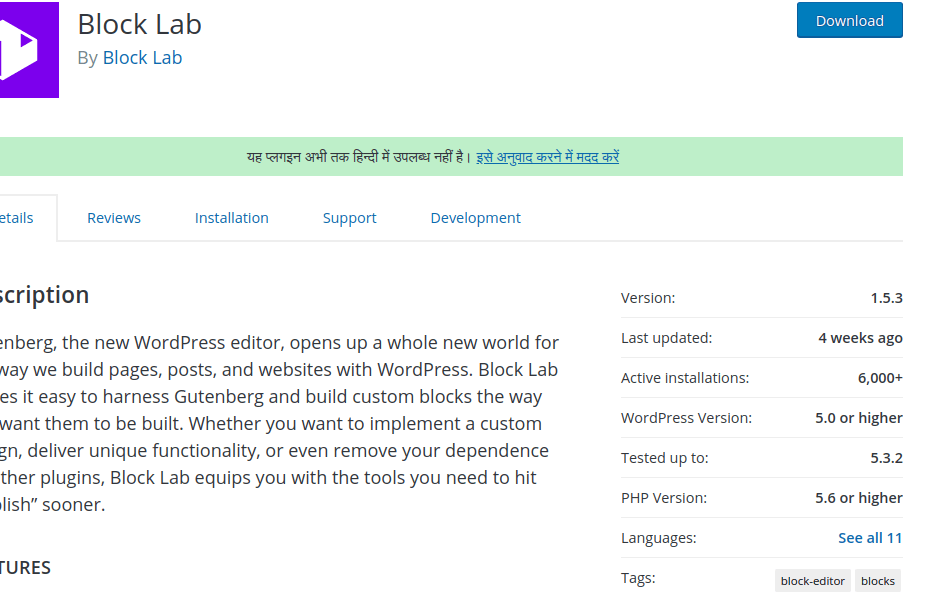 Block Lab
By Block Lab
Download
यह प्लगइन अभी तक हिन्दी में उपलब्ध नहीं है। इसे अनुवाद करने में मदद करें
etails
Reviews
Installation
Support
Development
scription
enberg, the new WordPress editor, opens up a whole new world for
way we build pages, posts, and websites with WordPress. Block Lab
es it easy to harness Gutenberg and build custom blocks the way
want them to be built. Whether you want to implement a custom
gn, deliver unique functionality, or even remove your dependence
ther plugins, Block Lab equips you with the tools you need to hit
lish” sooner.
TURES
Version: 1.5.3
Last updated: 4 weeks ago
Active installations: 6,000+
WordPress Version: 5.0 or higher
Tested up to: 5.3.2
PHP Version: 5.6 or higher
Languages: See all 11
Tags: block-editor blocks